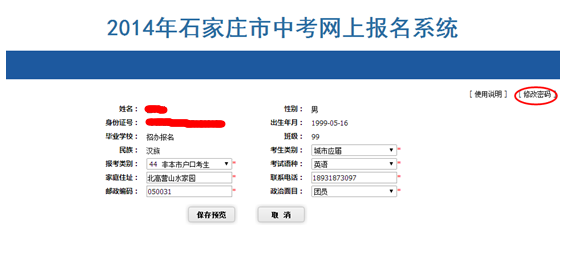 2014年石家庄市中考网上报名系统
[ 使用说明 ] [ 修改密码 ]
姓名： 性别： 男
身份证号： 出生年月： 1999-05-16
毕业学校： 招办报名 班级： 99
民族： 汉族 考生类别： 城市应届 *
报考类别： 44 非本市户口考生 * 考试语种： 英语 *
家庭住址： 北高营山水家园 * 联系电话： 18931873097 *
邮政编码： 050031 * 政治面目： 团员 *
保存预览 取 消